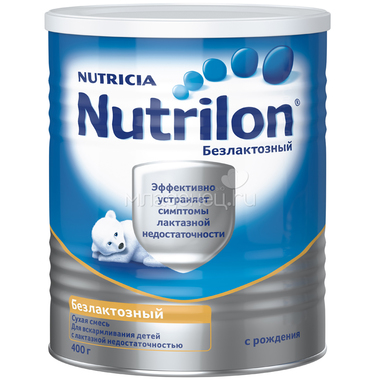 NUTRICIA
Nutrilon®
Безлактозный
Эффективно
устраняет
симптомы
лактазной
недостаточности
Безлактозный
Сухая смесь
Для вскармливания детей
с лактазной недостаточностью
400 г
с рождения